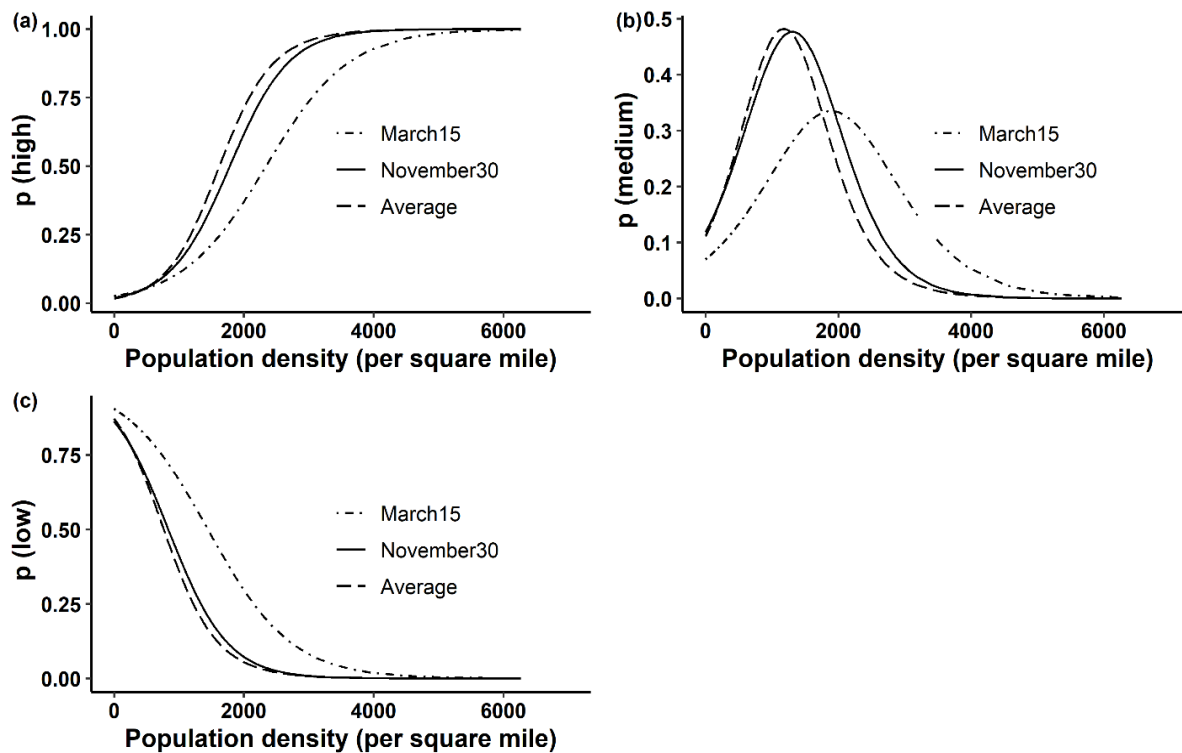 (a)
1.00
0.75
0.50
0.25
0.00
p (high)
March15
November30
Average
0 2000 4000 6000
Population density (per square mile)
(b)
0.5
0.4
0.3
0.2
0.1
0.0
p (medium)
March15
November30
Average
0 2000 4000 6000
Population density (per square mile)
(c)
0.75
0.50
0.25
0.00
p (low)
March15
November30
Average
0 2000 4000 6000
Population density (per square mile)